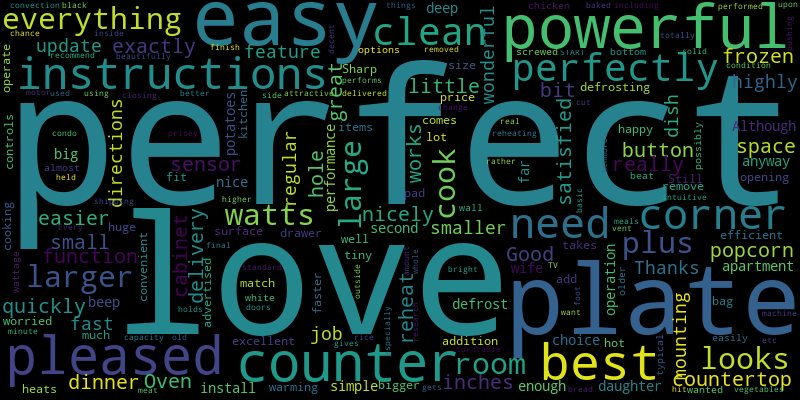 everything
easy
clean
powerful
instructions
update
exactly
feature
deep
wonderful
perfectly
frozen
operate
perfect
love
plate
Sharp
little
size
price
bit
defrosting
highly
dish
button
space
Although
anyway
really
possibly
opening
controls
condo
big
held
almost
directions
sensor
fit
nice
potatoes
kitchen
items
regular
hole
performance
great
large
works
comes
lot
cook
pad
far
rather
reheating
real
satisfied
happy
beat
remove
Still
intuitive
easier
huge
small
function
cabinet
delivery
watts
higher
surface
drawer
well
nicely
second
smaller
wall
need
corner
plus
popcorn
apartment
efficient
meals
vent
basic
cooking
wattage
larger
quickly
worried
minute
fast
much
beep
convenient
advertised
final
match
white
doors
holds
capacity
old
tiny
standard
faster
outside
bright
reheat
defrost
addition
Good
wife
takes
add
Thanks
operation
older
bag
easily
machine
etc
pleased
heats
dinner
Oven
meat
install
excellent
job
gives
rice
simple
warming
bigger
gets
especially
whole
counter
room
inches
enough
best
choice
TV
want
foot
hot
daughter
typical
mounting
looks
countertop
hit
wanted
vegetables
bread
convection
black
chance
inside
recommend
beautifully
finish
motor
used
using
closing
better
side
attractive
delivered
performs
options
removed
decent
things
chicken
baked
including
screwed
START
bottom
solid
totally
performed
upon
pushing
condition
cut
change
pricey
shipping